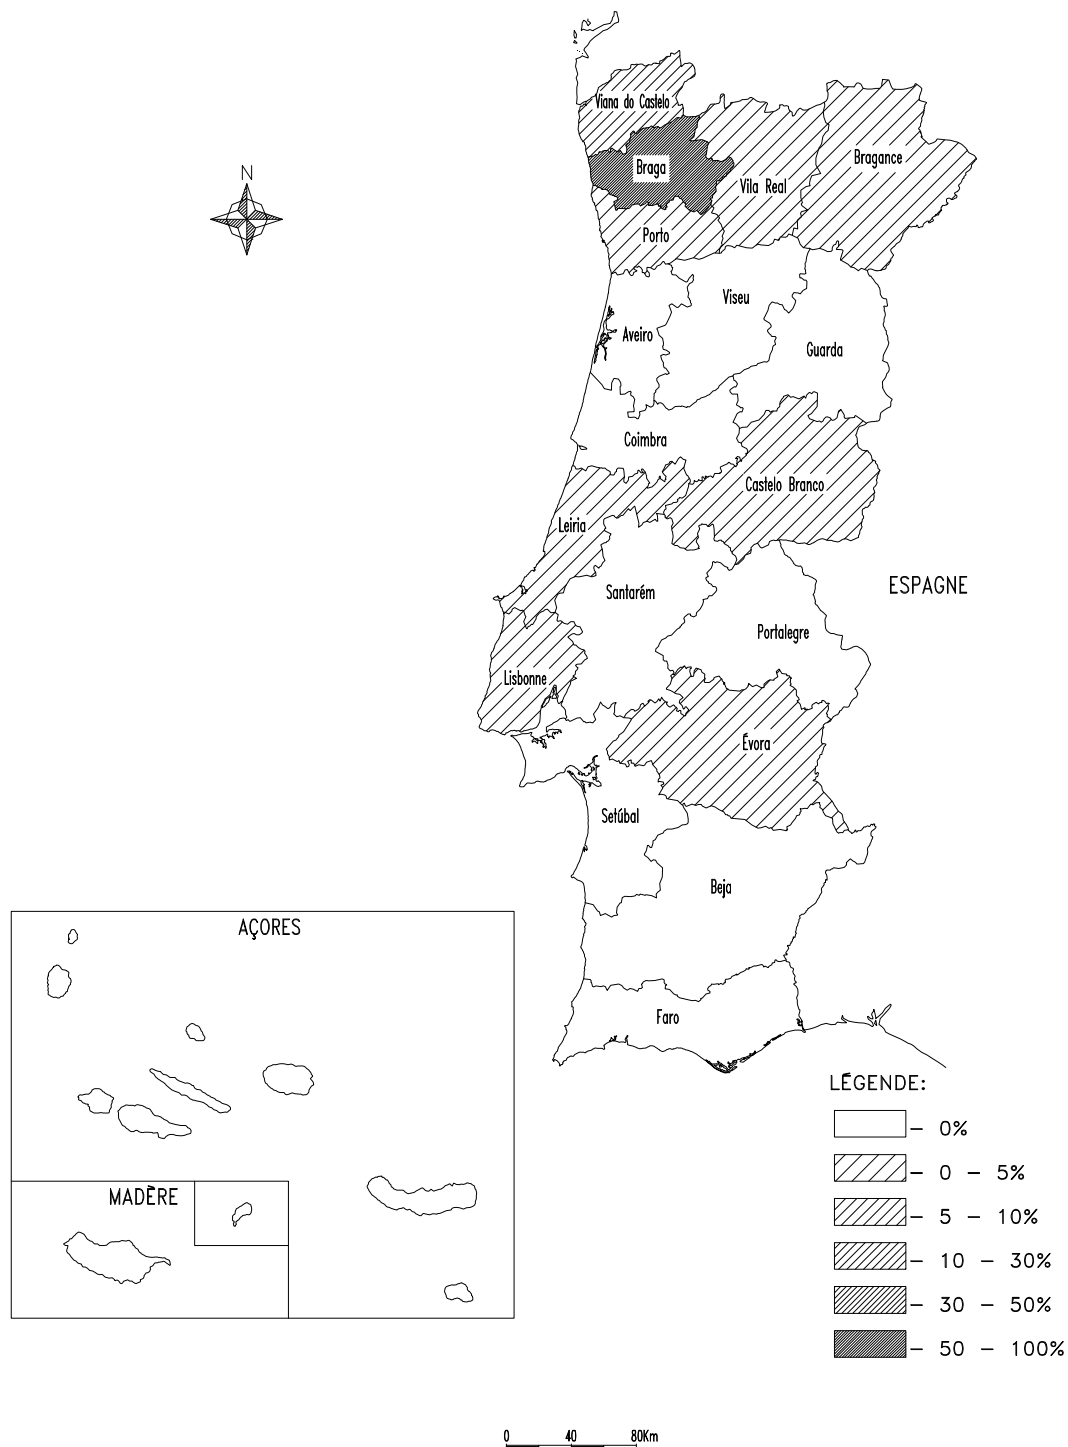 N
Viana do Castelo
Braga
Vila Real
Bragance
Porto
Viseu
Aveiro
Guarda
Coimbra
Castelo Branco
Leiria
Santarém
ESPAGNE
Portalegre
Lisbonne
Évora
Setúbal
Beja
Faro
AÇORES
MADÈRE
LÉGENDE:
– 0%
– 0 – 5%
– 5 – 10%
– 10 – 30%
– 30 – 50%
– 50 – 100%
0 40 80Km